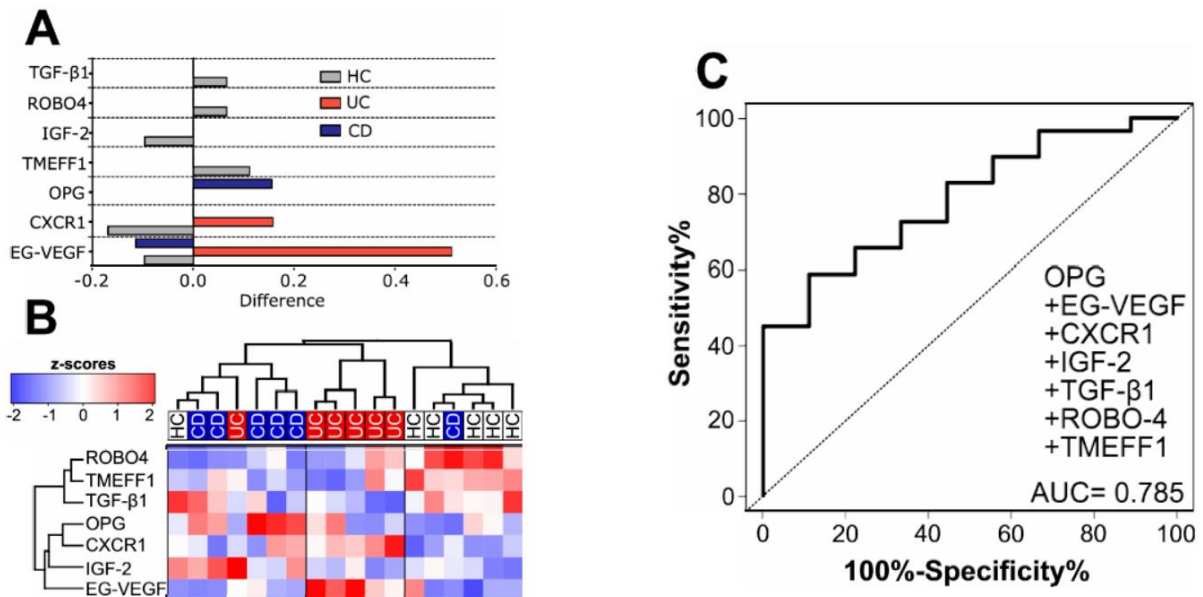 A
TGF-β1
ROBO4
IGF-2
TMEFF1
OPG
CXCR1
EG-VEGF
HC
UC
CD
-0.2
0.0
0.2
0.4
0.6
Difference
B
z-scores
-2
-1
0
1
2
HC
CD
CD
UC
CD
CD
CD
UC
UC
UC
UC
UC
HC
HC
CD
HC
HC
HC
ROBO4
TMEFF1
TGF-β1
OPG
CXCR1
IGF-2
EG-VEGF
C
Sensitivity%
100
80
60
40
20
0
0
20
40
60
80
100
100%-Specificity%
OPG
+EG-VEGF
+CXCR1
+IGF-2
+TGF-β1
+ROBO-4
+TMEFF1
AUC= 0.785